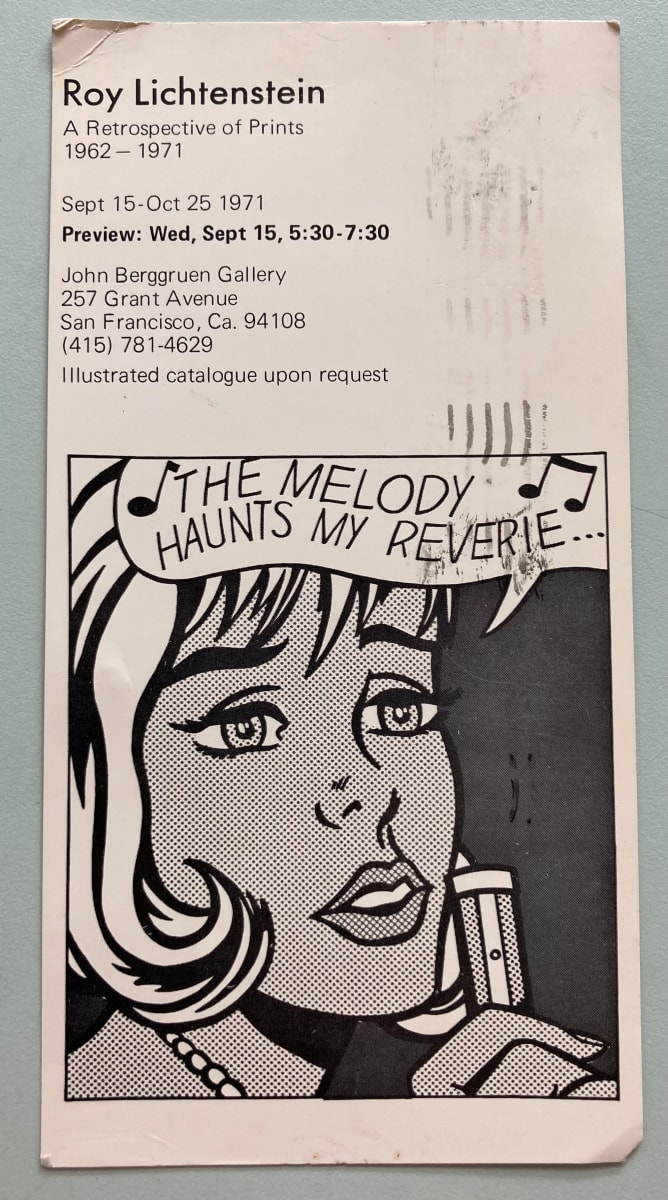 Roy Lichtenstein
A Retrospective of Prints
1962 – 1971
Sept 15-Oct 25 1971
Preview: Wed, Sept 15, 5:30-7:30
John Berggruen Gallery
257 Grant Avenue
San Francisco, Ca. 94108
(415) 781-4629
Illustrated catalogue upon request
THE MELODY
HAUNTS MY REVERIE...